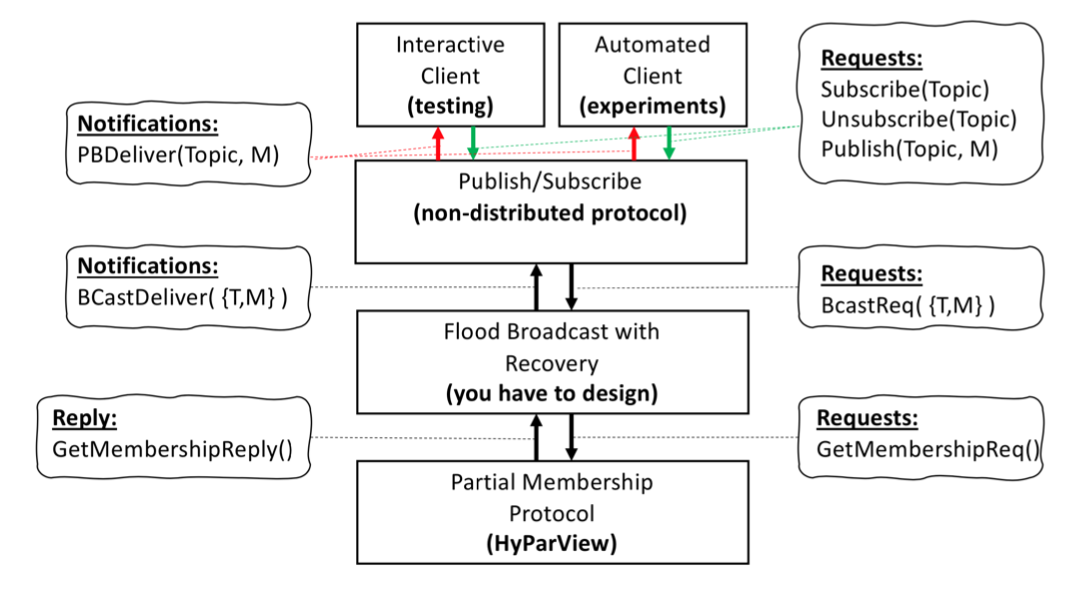 Interactive
Client
(testing)
Automated
Client
(experiments)
Requests:
Subscribe(Topic)
Unsubscribe(Topic)
Publish(Topic, M)
Notifications:
PBDeliver(Topic, M)
Publish/Subscribe
(non-distributed protocol)
Notifications:
BCastDeliver( {T,M} )
Requests:
BcastReq( {T,M} )
Flood Broadcast with
Recovery
(you have to design)
Reply:
GetMembershipReply()
Requests:
GetMembershipReq()
Partial Membership
Protocol
(HyParView)